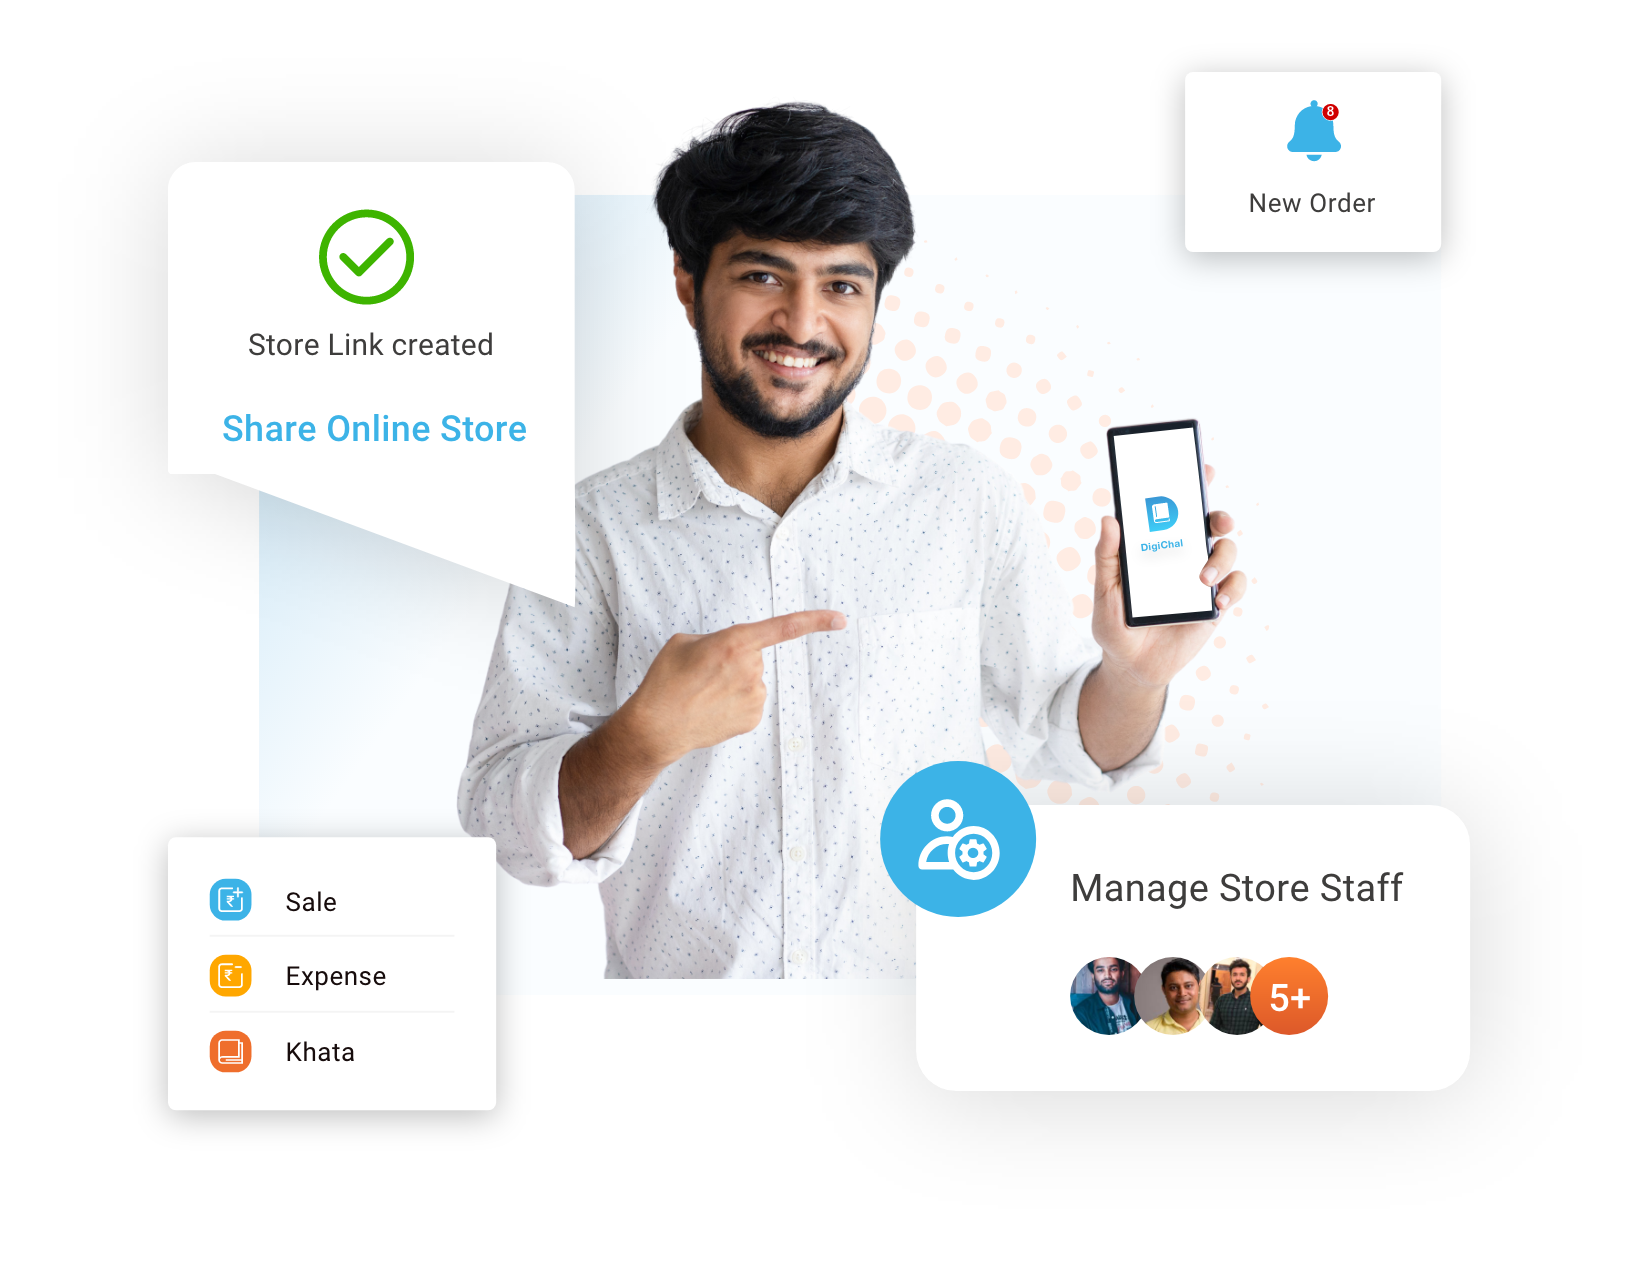 8
New Order
Store Link created
Share Online Store
DigiChal
Sale
Expense
Khata
Manage Store Staff
5+